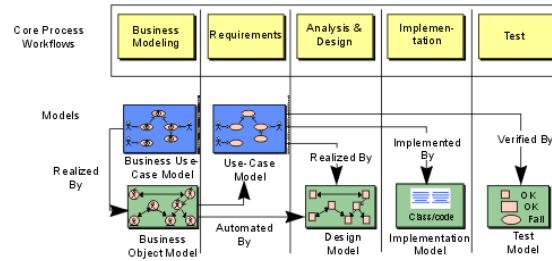 Core Process
Workflows
Business
Modeling
Requirements
Analysis &
Design
Implemen-
tation
Test
Models
Realized
By
Business Use-
Case Model
Use-Case
Model
Realized By
Implemented
By
Verified By
Business
Object Model
Automated
By
Design
Model
Class/code
Implementation
Model
OK
OK
Fail
Test
Model